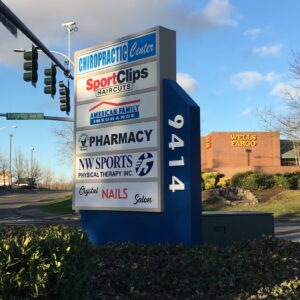 CHIROPRACTIC Center
SportClips
HAIRCUTS
AMERICAN FAMILY
INSURANCE
PHARMACY
NW SPORTS
PHYSICAL THERAPY INC.
Crystal NAILS Salon
9414
WELLS
FARGO